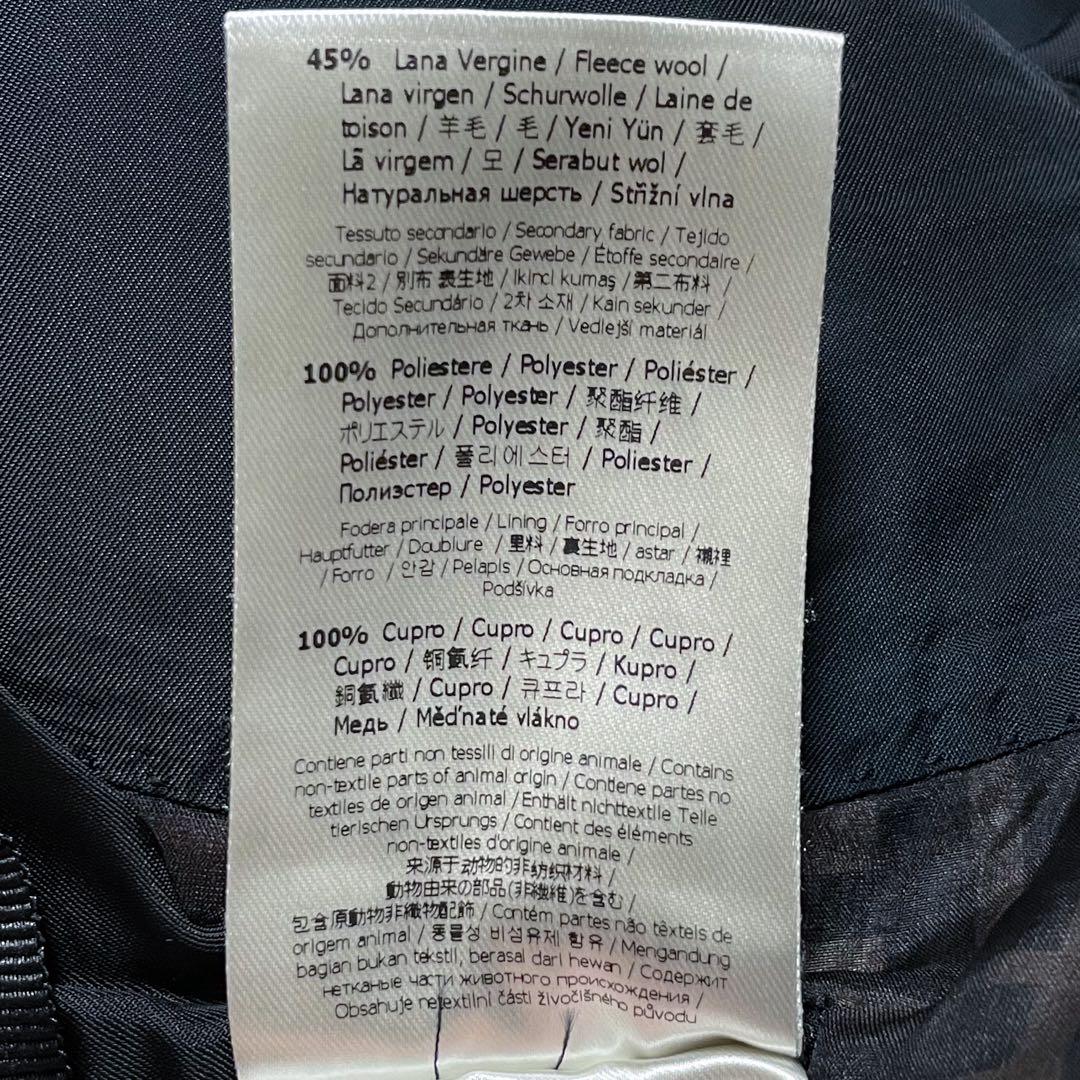 45% Lana Vergine / Fleece wool /
Lana virgen / Schurwolle / Laine de
toison / 羊毛 / 毛 / Yeni Yün / 套毛 /
Lã virgem / 모 / Serabut wol /
Натуральная шерсть / Střižní vlna
Tessuto secondario / Secondary fabric / Tejido
secundario / Sekundäre Gewebe / Étoffe secondaire /
面料2 / 別布 表生地 / Ikinci kumaş / 第二布料 /
Tecido Secundário / 2차 소재 / Kain sekunder /
Дополнительная ткань / Vedlejší materiál
100% Poliestere / Polyester / Poliéster /
Polyester / Polyester / 聚酯纤维 /
ポリエステル / Polyester / 聚酯 /
Poliéster / 폴리에스터 / Poliester /
Полиэстер / Polyester
Fodera principale / Lining / Forro principal /
Hauptfutter / Doublure / 里料 / 裏生地 / astar / 襯裡
/ Forro / 안감 / Pelapis / Основная подкладка /
Podšívka
100% Cupro / Cupro / Cupro / Cupro /
Cupro / 铜氨纤 / キュプラ / Kupro /
銅氨纖 / Cupro / 큐프라 / Cupro /
Медь / Měďnaté vlákno
Contiene parti non tessili di origine animale / Contains
non-textile parts of animal origin / Contiene partes no
textiles de origen animal / Enthält nichttextile Teile
tierischen Ursprungs / Contient des éléments
non-textiles d'origine animale /
来源于动物的非纺织材料 /
動物由来の部品(非繊維)を含む /
包含原動物非織物配飾 / Contém partes não têxteis de
origem animal / 동물성 비섬유제 함유 / Mengandung
bagian bukan tekstil, berasal dari hewan / Содержит
нетканые части животного происхождения /
Obsahuje netextilní části živočišného původu